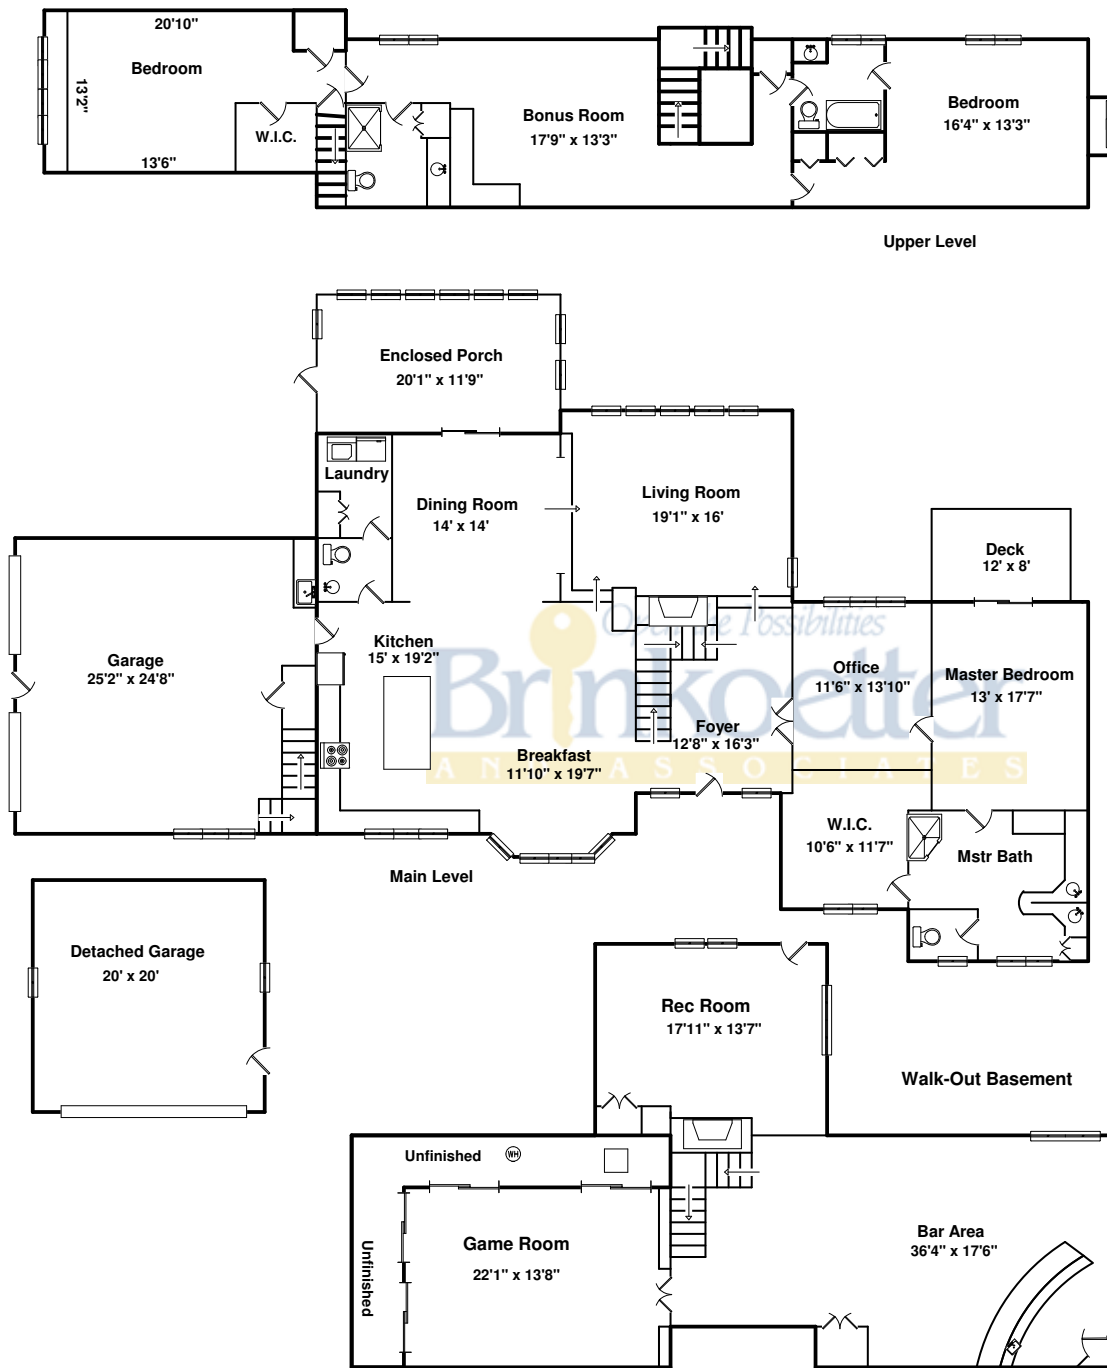 20'10"
Bedroom
13'2"
W.I.C.
13'6"
Bonus Room
17'9" x 13'3"
Bedroom
16'4" x 13'3"
Upper Level
Enclosed Porch
20'1" x 11'9"
Laundry
Dining Room
14' x 14'
Living Room
19'1" x 16'
Deck
12' x 8'
Garage
25'2" x 24'8"
Kitchen
15' x 19'2"
Open the Possibilities
Brinkoetter
AND ASSOCIATES
Office
11'6" x 13'10"
Master Bedroom
13' x 17'7"
Foyer
12'8" x 16'3"
Breakfast
11'10" x 19'7"
W.I.C.
10'6" x 11'7"
Mstr Bath
Main Level
Detached Garage
20' x 20'
Rec Room
17'11" x 13'7"
Walk-Out Basement
Unfinished
WH
Unfinished
Game Room
22'1" x 13'8"
Bar Area
36'4" x 17'6"